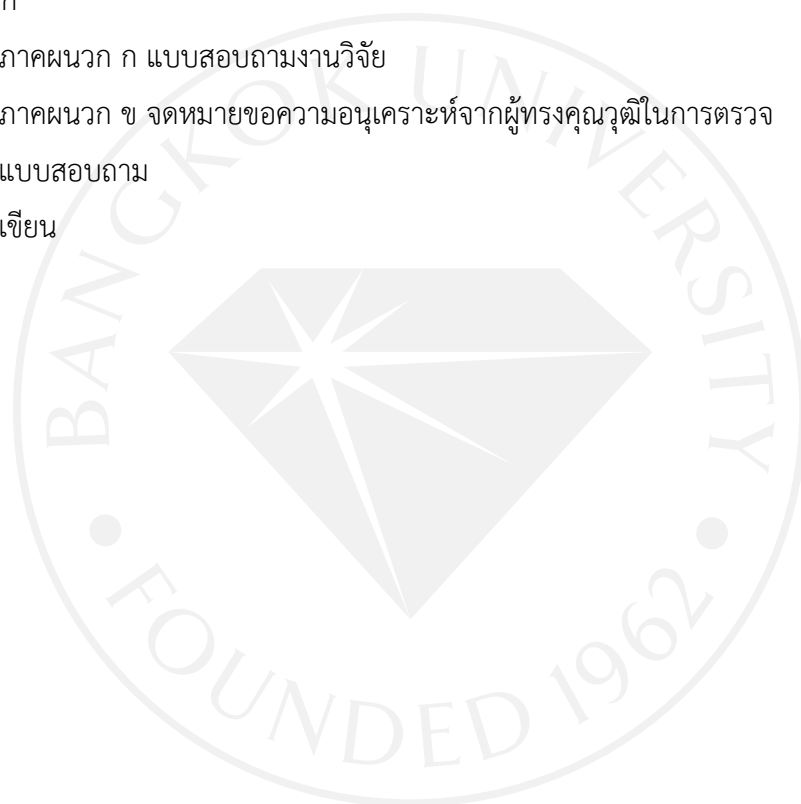 ก
ภาคผนวก ก แบบสอบถามงานวิจัย
ภาคผนวก ข จดหมายขอความอนุเคราะห์จากผู้ทรงคุณวุฒิในการตรวจ
แบบสอบถาม
เขียน
BANGKOK UNIVERSITY
FOUNDED 1962